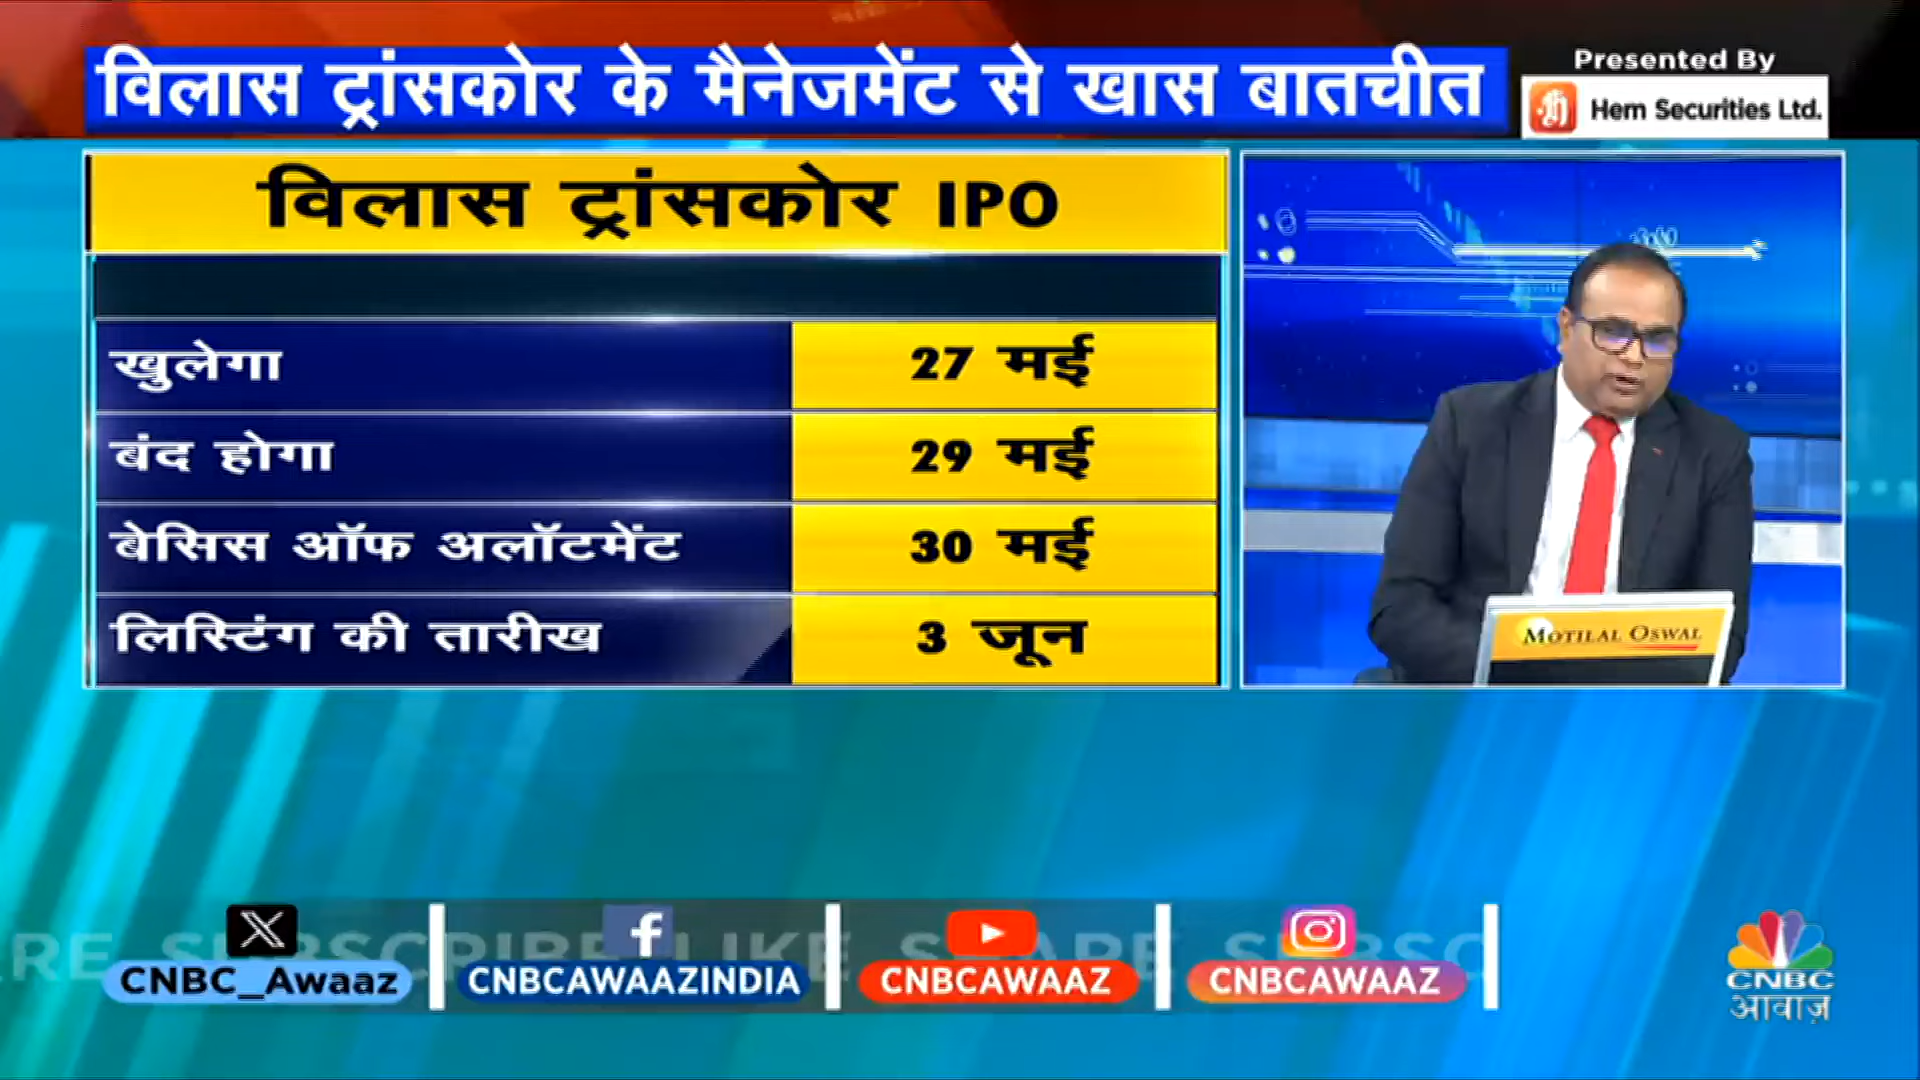 विलास ट्रांसकोर के मैनेजमेंट से खास बातचीत
Presented By
Hem Securities Ltd.
विलास ट्रांसकोर IPO
खुलेगा 27 मई
बंद होगा 29 मई
बेसिस ऑफ अलॉटमेंट 30 मई
लिस्टिंग की तारीख 3 जून
MOTILAL OSWAL
CNBC_Awaaz
CNBCAWAAZINDIA
CNBCAWAAZ
CNBCAWAAZ
CNBC
आवाज़